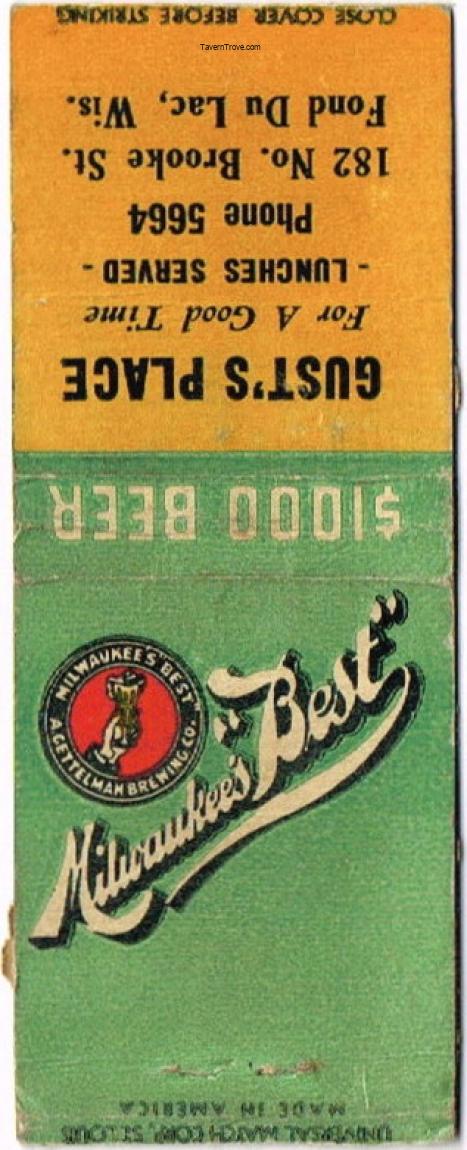 TavernTrove.com
GUST'S PLACE
For A Good Time
- LUNCHES SERVED -
Phone 5664
182 No. Brooke St.
Fond Du Lac, Wis.
CLOSE COVER BEFORE STRIKING
$1000 BEER
"MILWAUKEE'S BEST"
A. GETTELMAN BREWING CO.
Milwaukee's "Best"
MADE IN AMERICA
UNIVERSAL MATCH CORP., ST. LOUIS